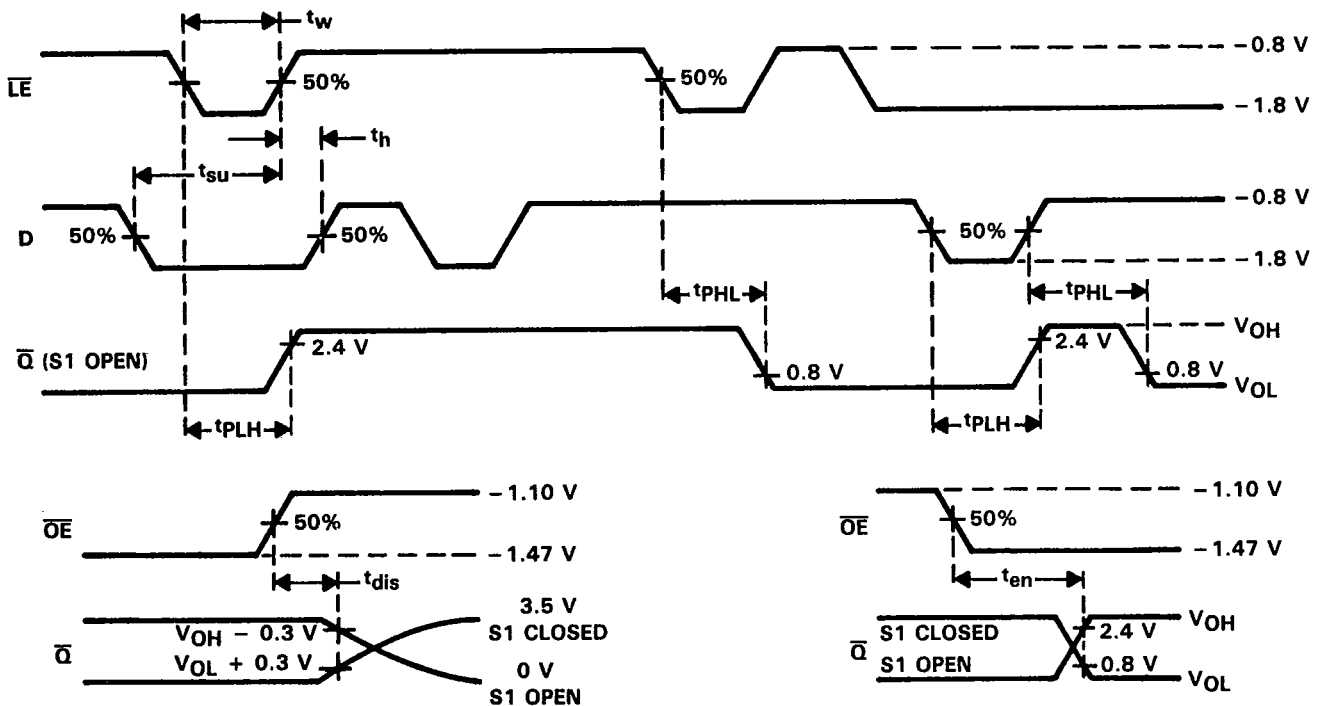 tw
−0.8 V
LE
50%
50%
−1.8 V
th
tsu
−0.8 V
D
50%
50%
50%
−1.8 V
tPHL
tPHL
VOH
Q (S1 OPEN)
2.4 V
2.4 V
0.8 V
0.8 V
VOL
tPLH
tPLH
−1.10 V
−1.10 V
OE
50%
OE
50%
−1.47 V
−1.47 V
tdis
ten
3.5 V
S1 CLOSED
VOH − 0.3 V
VOL + 0.3 V
Q
0 V
S1 OPEN
VOH
S1 CLOSED
2.4 V
Q
S1 OPEN
0.8 V
VOL